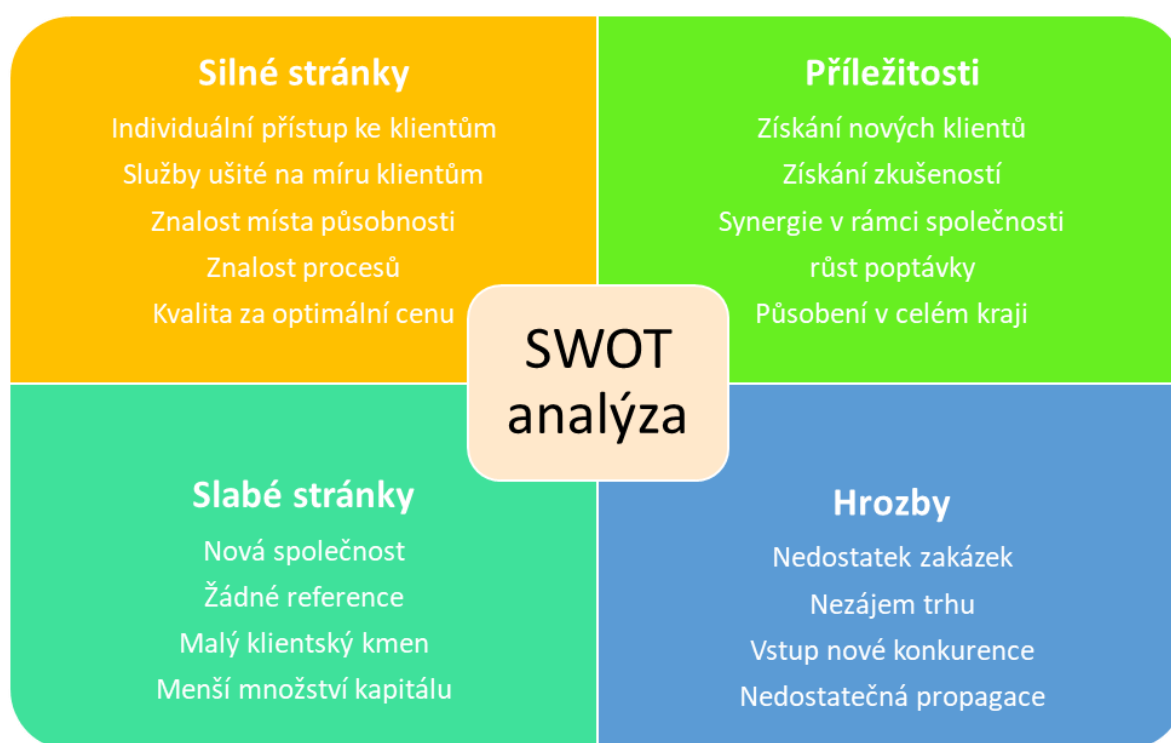 Silné stránky
Individuální přístup ke klientům
Služby ušité na míru klientům
Znalost místa působnosti
Znalost procesů
Kvalita za optimální cenu
Příležitosti
Získání nových klientů
Získání zkušeností
Synergie v rámci společnosti
růst poptávky
Působení v celém kraji
SWOT
analýza
Slabé stránky
Nová společnost
Žádné reference
Malý klientský kmen
Menší množství kapitálu
Hrozby
Nedostatek zakázek
Nezájem trhu
Vstup nové konkurence
Nedostatečná propagace